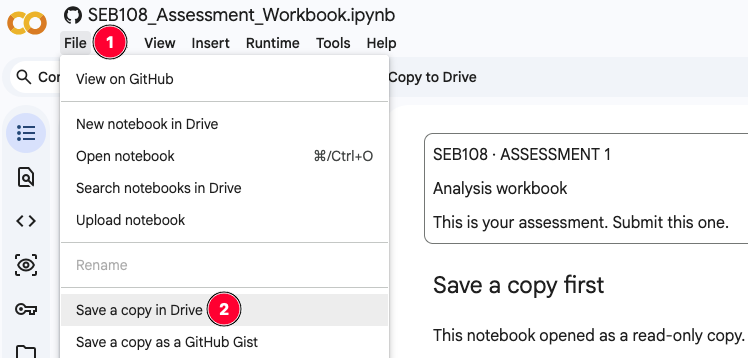 SEB108_Assessment_Workbook.ipynb
File 1 View Insert Runtime Tools Help
Copy to Drive
View on GitHub
New notebook in Drive
Open notebook ⌘/Ctrl+O
Search notebooks in Drive
Upload notebook
Rename
Save a copy in Drive 2
Save a copy as a GitHub Gist
SEB108 · ASSESSMENT 1
Analysis workbook
This is your assessment. Submit this one.
Save a copy first
This notebook opened as a read-only copy.